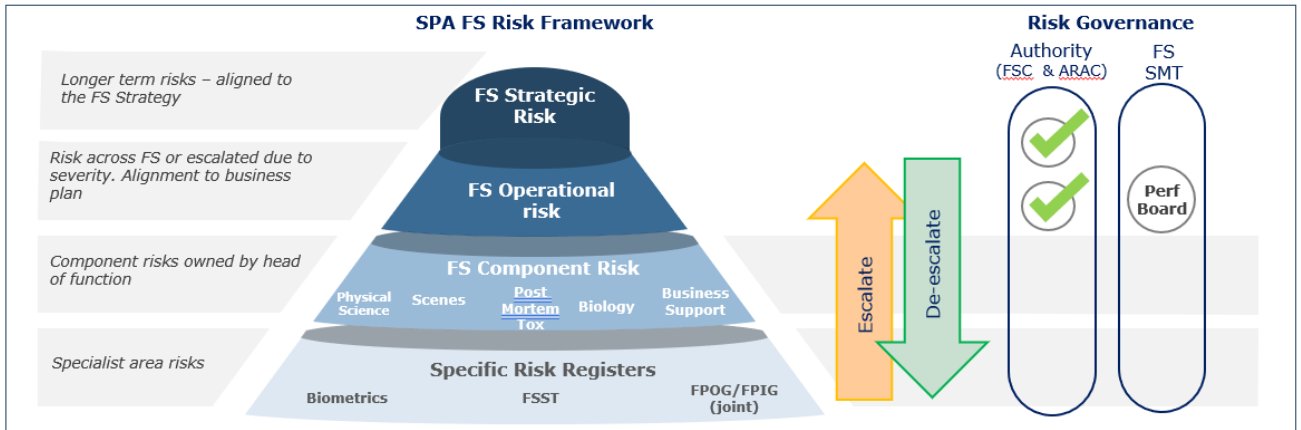 SPA FS Risk Framework
Risk Governance
Authority
(FSC & ARAC)
FS
SMT
Longer term risks – aligned to
the FS Strategy
FS Strategic
Risk
Risk across FS or escalated due to
severity. Alignment to business
plan
FS Operational
risk
Perf
Board
Component risks owned by head
of function
FS Component Risk
Physical
Science
Scenes
Post
Mortem
Tox
Biology
Business
Support
Specialist area risks
Specific Risk Registers
Biometrics
FSST
FPOG/FPIG
(joint)
Escalate
De-escalate